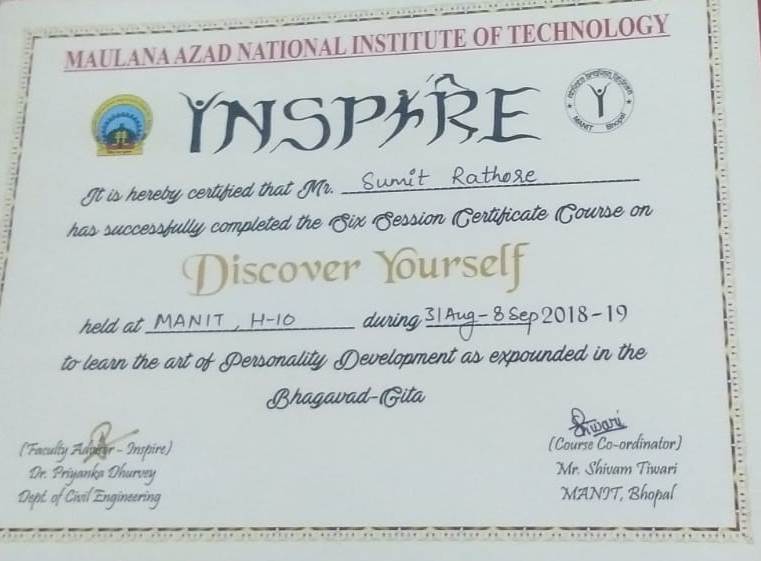 MAULANA AZAD NATIONAL INSTITUTE OF TECHNOLOGY
INSPIRE
MANIT Bhopal
It is hereby certified that Mr. Sumit Rathore
has successfully completed the Six Session Certificate Course on
Discover Yourself
held at MANIT, H-10 during 31 Aug - 8 Sep 2018-19
to learn the art of Personality Development as expounded in the
Bhagavad-Gita
(Faculty Advisor - Inspire)
Dr. Priyanka Dhurvey
Dept. of Civil Engineering
Stiwari
(Course Co-ordinator)
Mr. Shivam Tiwari
MANIT, Bhopal